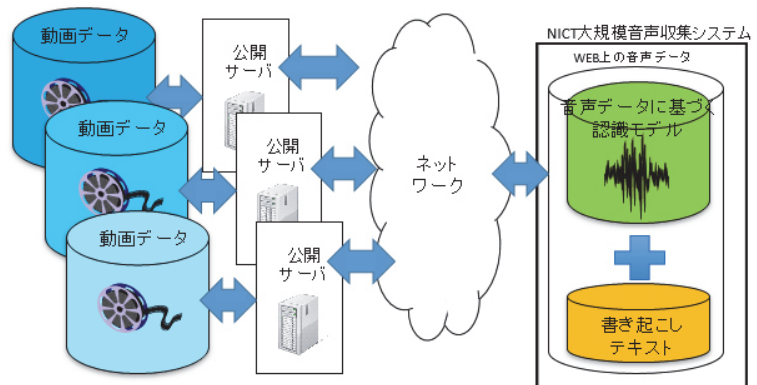 動画データ
公開
サーバ
動画データ
公開
サーバ
動画データ
公開
サーバ
ネット
ワーク
NICT大規模音声収集システム
WEB上の音声データ
音声データに基づく
認識モデル
書き起こし
テキスト